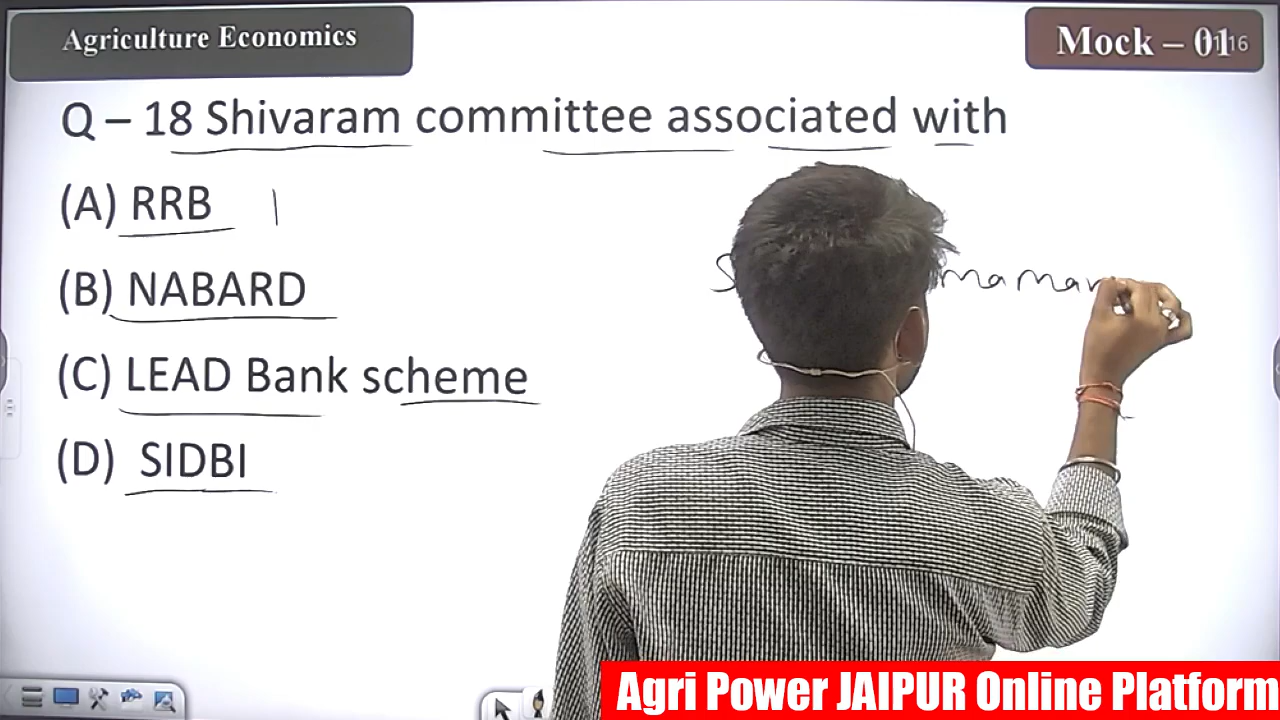 Agriculture Economics
Mock – 01
Q – 18 Shivaram committee associated with
(A) RRB
(B) NABARD
(C) LEAD Bank scheme
(D) SIDBI
Agri Power JAIPUR Online Platform